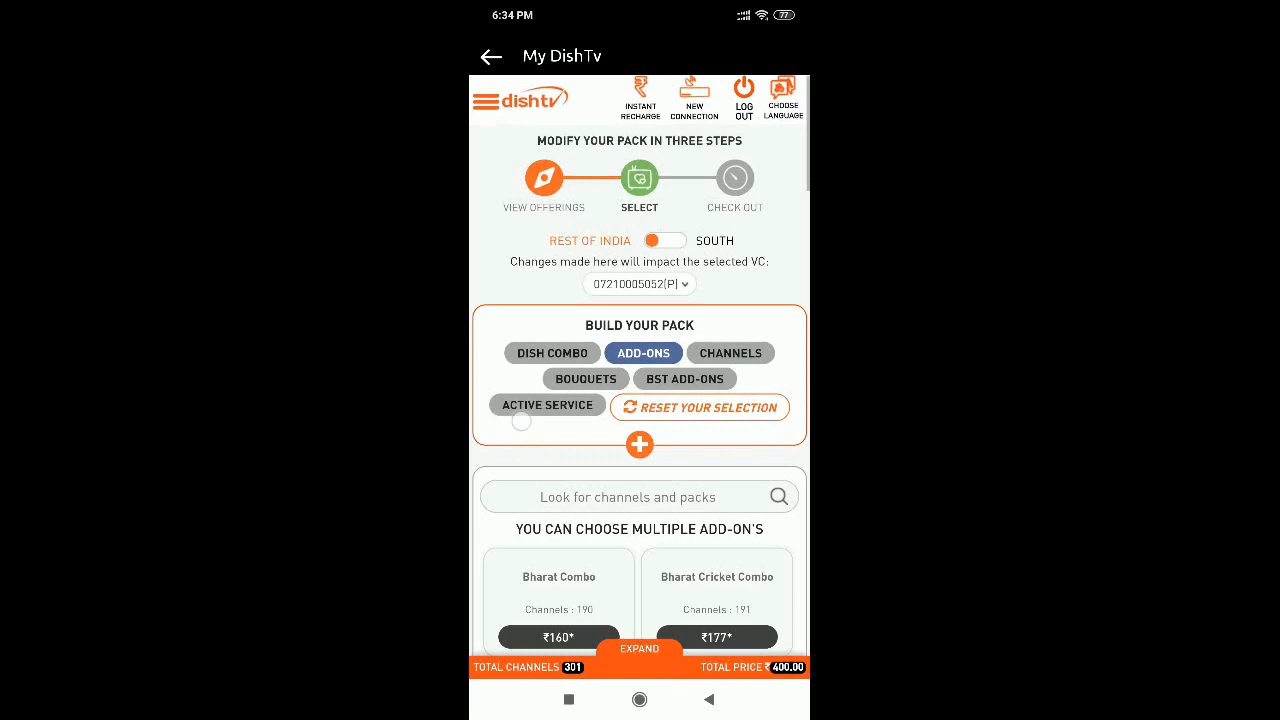 6:34 PM
77
My DishTv
dishtv
INSTANT RECHARGE
NEW CONNECTION
LOG OUT
CHOOSE LANGUAGE
MODIFY YOUR PACK IN THREE STEPS
VIEW OFFERINGS
SELECT
CHECK OUT
REST OF INDIA
SOUTH
Changes made here will impact the selected VC:
07210005052(P)
BUILD YOUR PACK
DISH COMBO
ADD-ONS
CHANNELS
BOUQUETS
BST ADD-ONS
ACTIVE SERVICE
RESET YOUR SELECTION
Look for channels and packs
YOU CAN CHOOSE MULTIPLE ADD-ON'S
Bharat Combo
Channels : 190
₹160*
Bharat Cricket Combo
Channels : 191
₹177*
EXPAND
TOTAL CHANNELS 301
TOTAL PRICE ₹ 400.00